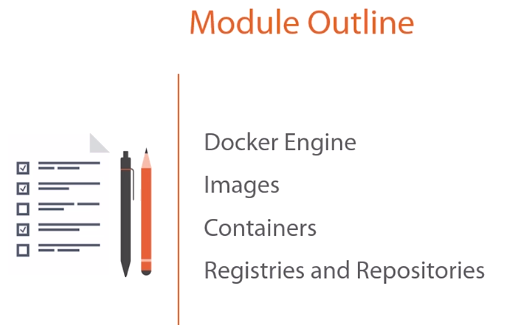 Module Outline
Docker Engine
Images
Containers
Registries and Repositories